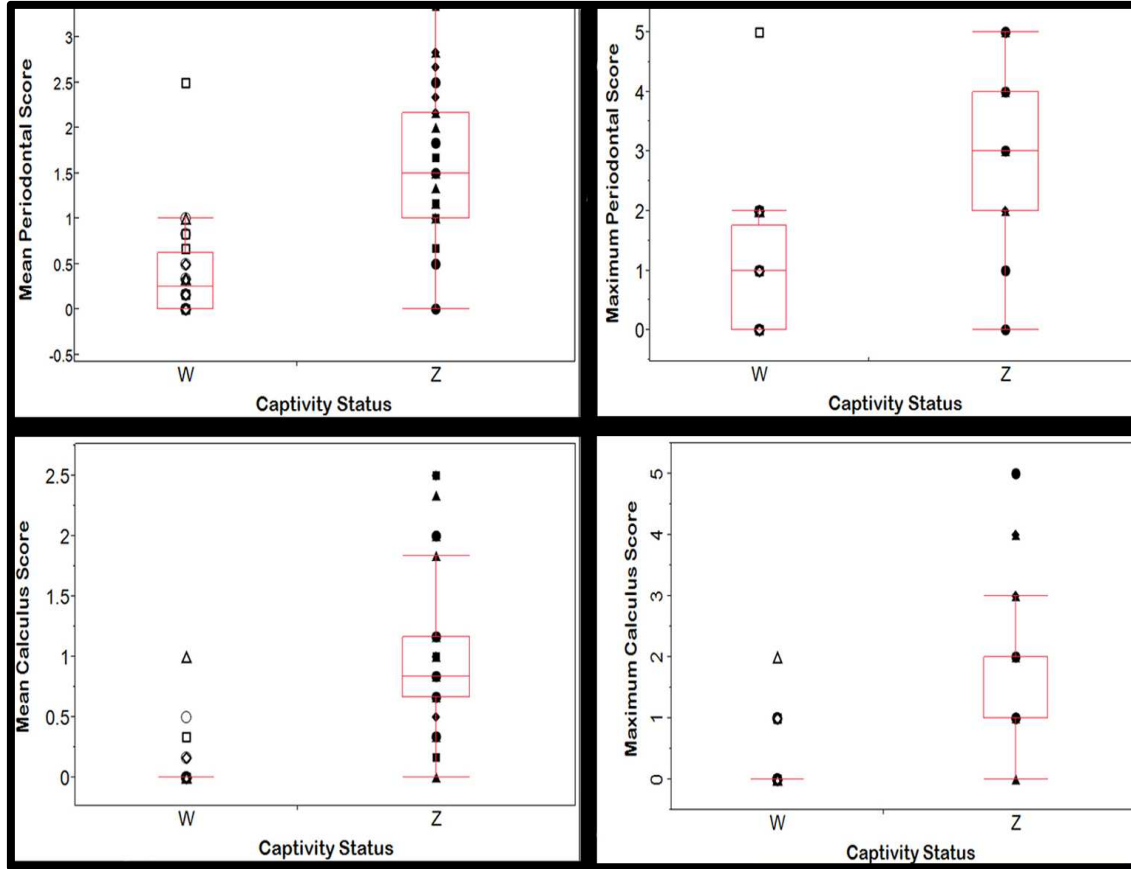 Mean Periodontal Score
3
2.5
2
1.5
1
0.5
0
-0.5
W Z
Captivity Status
Maximum Periodontal Score
5
4
3
2
1
0
W Z
Captivity Status
Mean Calculus Score
2.5
2
1.5
1
0.5
0
W Z
Captivity Status
Maximum Calculus Score
5
4
3
2
1
0
W Z
Captivity Status